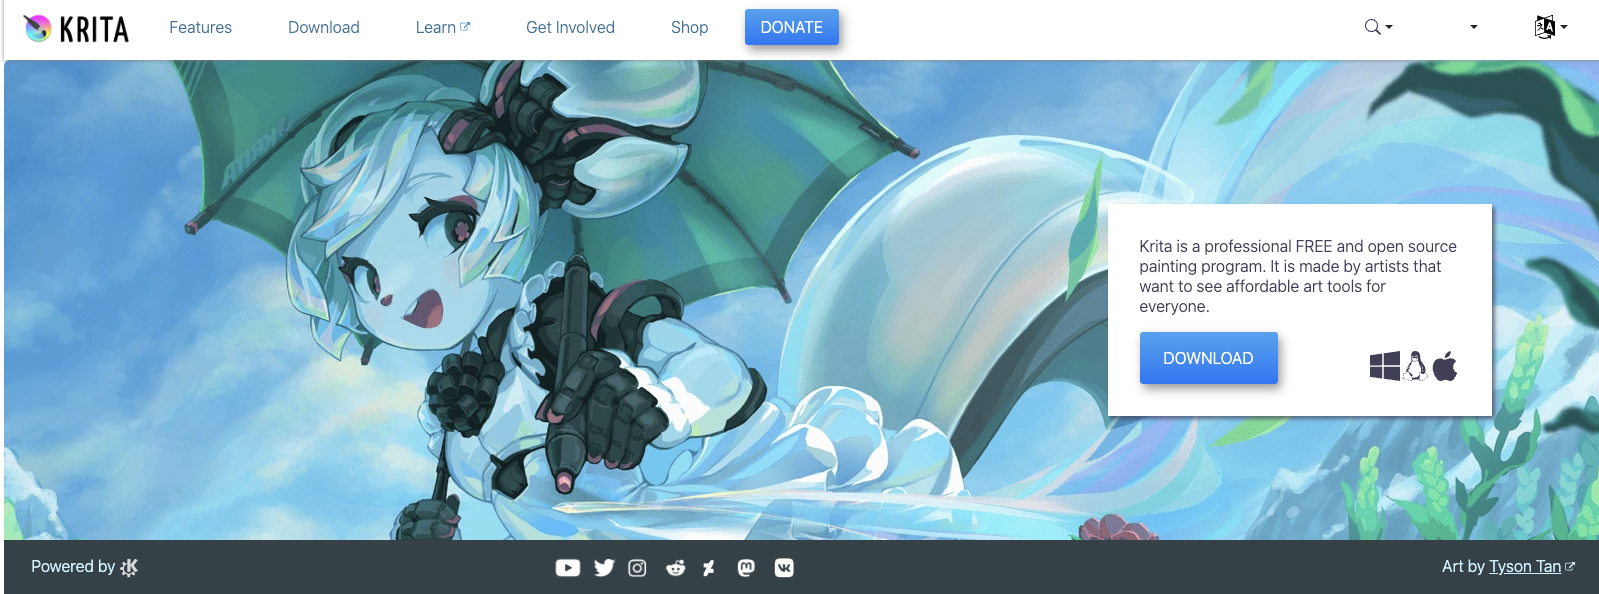 KRITA
Features
Download
Learn
Get Involved
Shop
DONATE
KRITA
Krita is a professional FREE and open source
painting program. It is made by artists that
want to see affordable art tools for
everyone.
DOWNLOAD
Powered by
Art by Tyson Tan